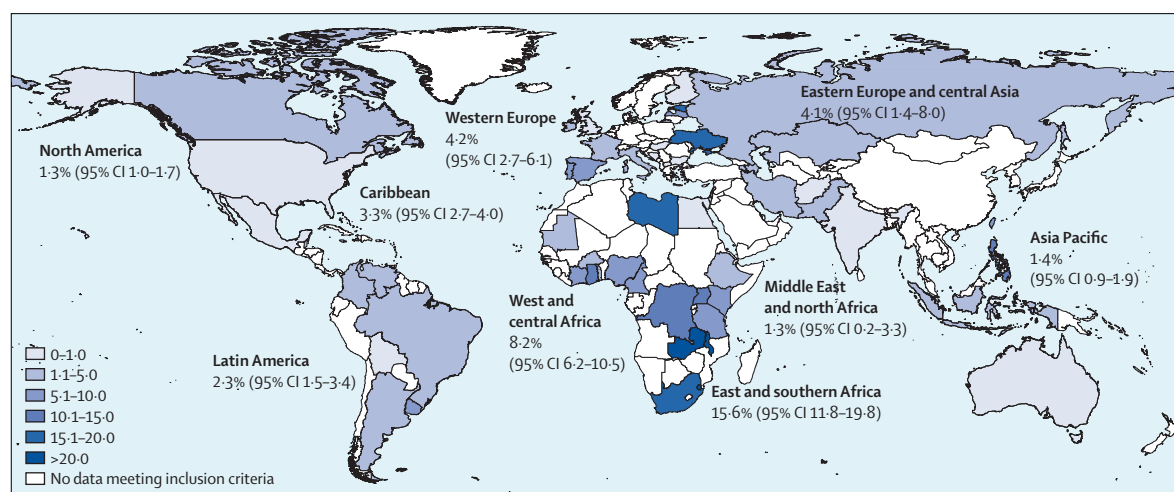 North America
1·3% (95% CI 1·0–1·7)
Western Europe
4·2%
(95% CI 2·7–6·1)
Eastern Europe and central Asia
4·1% (95% CI 1·4–8·0)
Caribbean
3·3% (95% CI 2·7–4·0)
Asia Pacific
1·4%
(95% CI 0·9–1·9)
Middle East
and north Africa
1·3% (95% CI 0·2–3·3)
West and
central Africa
8·2%
(95% CI 6·2–10·5)
Latin America
2·3% (95% CI 1·5–3·4)
East and southern Africa
15·6% (95% CI 11·8–19·8)
0–1·0
1·1–5·0
5·1–10·0
10·1–15·0
15·1–20·0
>20·0
No data meeting inclusion criteria